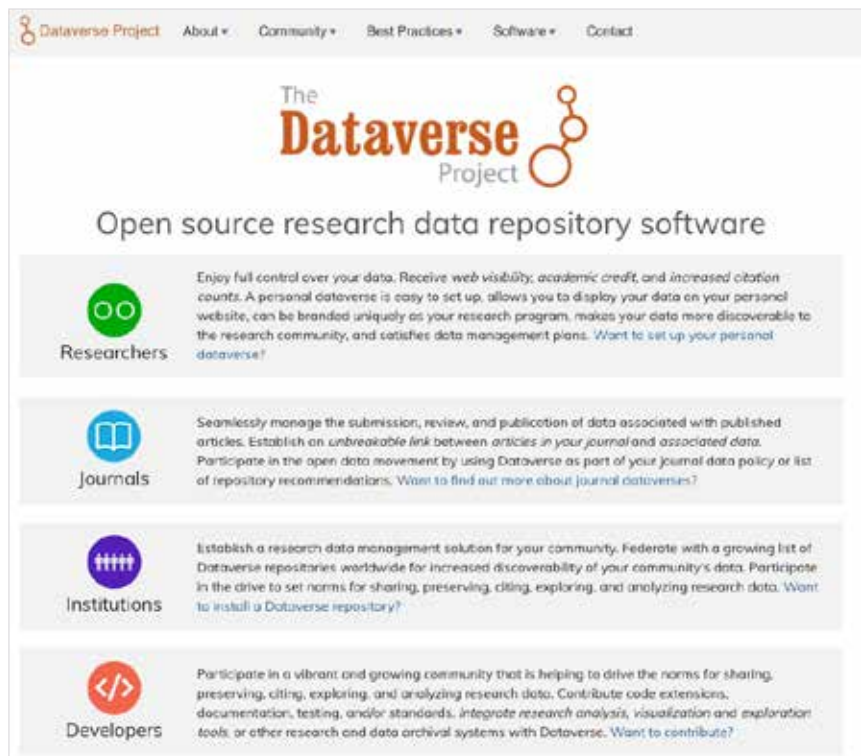 Dataverse Project About Community Best Practices Software Contact
The
Dataverse
Project
Open source research data repository software
Enjoy full control over your data. Receive web visibility, academic credit, and increased citation
counts. A personal dataverse is easy to set up, allows you to display your data on your personal
website, can be branded uniquely as your research program, makes your data more discoverable to
the research community, and satisfies data management plans. Want to set up your personal
dataverse?
Researchers
Seamlessly manage the submission, review, and publication of data associated with published
articles. Establish an unbreakable link between articles in your journal and associated data.
Participate in the open data movement by using Dataverse as part of your journal data policy or list
of repository recommendations. Want to find out more about journal dataverses?
Journals
Establish a research data management solution for your community. Federate with a growing list of
Dataverse repositories worldwide for increased discoverability of your community's data. Participate
in the drive to set norms for sharing, preserving, citing, exploring, and analyzing research data. Want
to install a Dataverse repository?
Institutions
Participate in a vibrant and growing community that is helping to drive the norms for sharing,
preserving, citing, exploring, and analyzing research data. Contribute code extensions,
documentation, testing, and/or standards. Integrate research analysis, visualization and exploration
tools, or other research and data archival systems with Dataverse. Want to contribute?
</> 
Developers